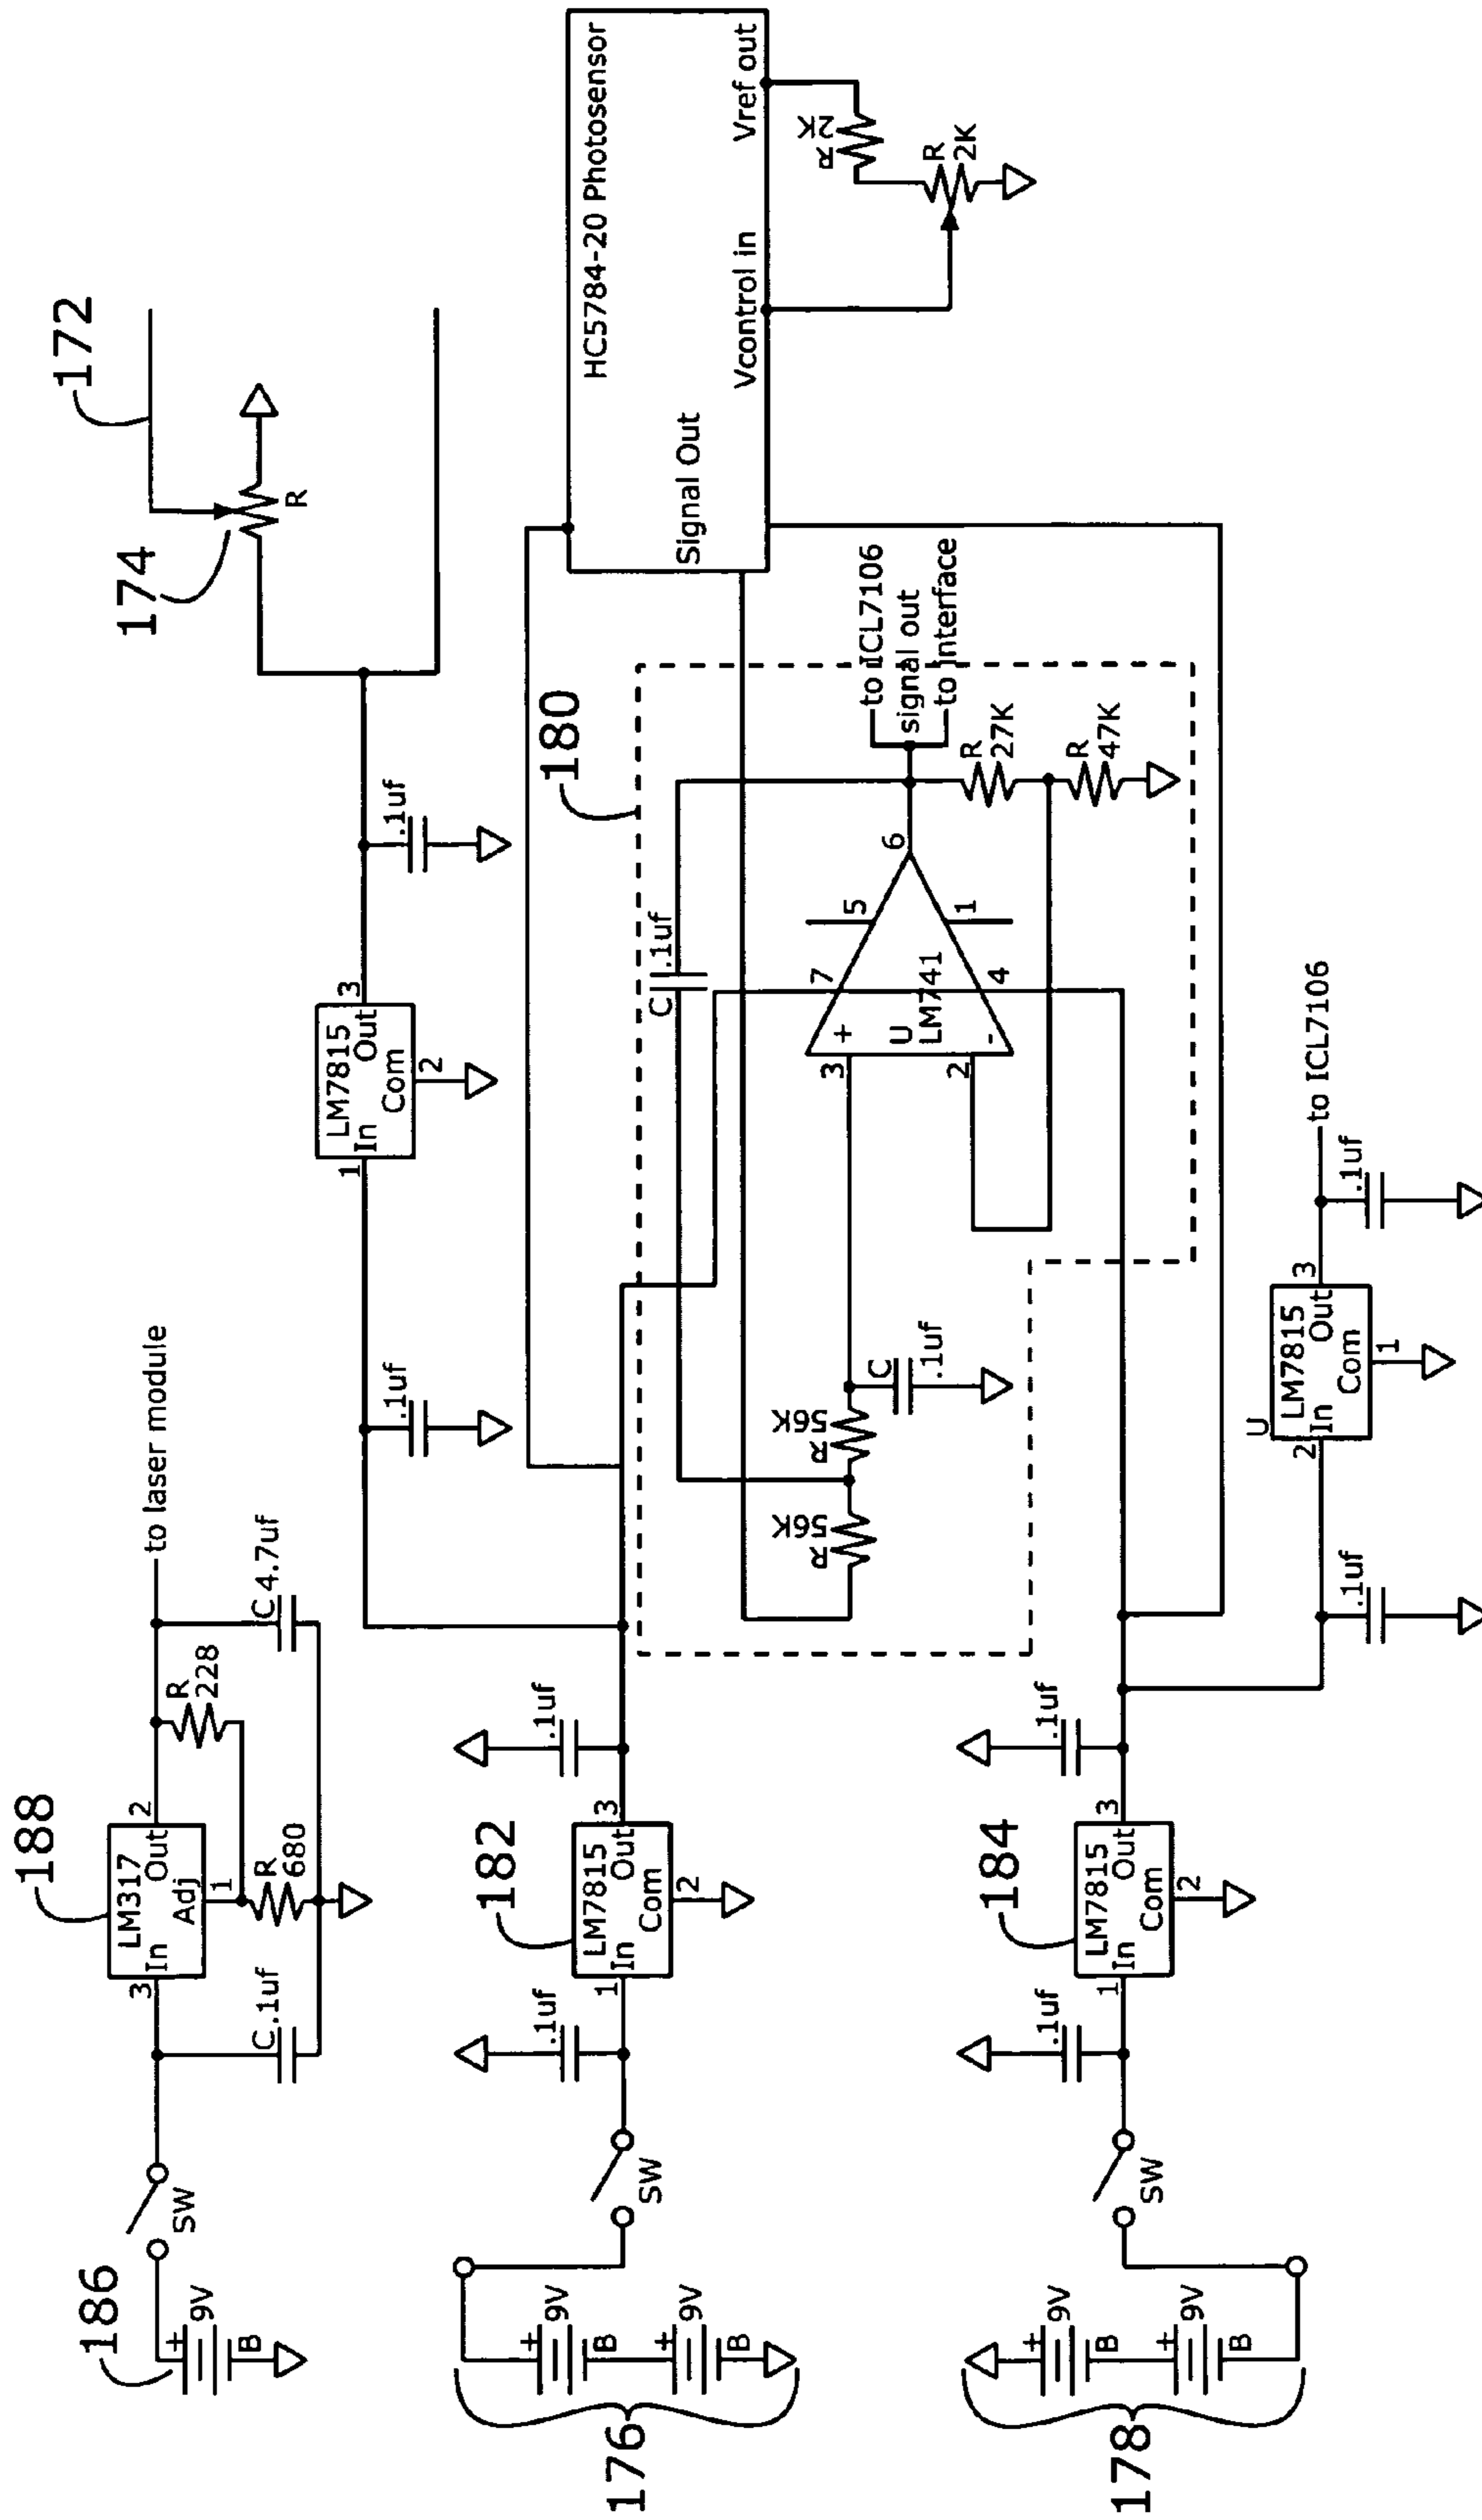 186
9V
+
B
SW
188
LM317
In
Out
Adj
3
2
1
C.1uf
R
680
R
228
C 4.7uf
to laser module
172
174
R
.1uf
LM7815
In
Out
Com
1
3
2
.1uf
176
+
9V
B
+
9V
B
SW
.1uf
182
LM7815
In
Out
Com
1
3
2
.1uf
180
R
56K
R
56K
C
.1uf
C
.1uf
3
2
+
-
U
LM741
7
4
5
1
6
to ICL7106
signal out
to interface
R
27K
R
47K
HC5784-20 Photosensor
Signal Out
Vcontrol in
Vref out
R
2K
R
2K
178
+
9V
B
+
9V
B
SW
.1uf
184
LM7815
In
Out
Com
1
3
2
.1uf
.1uf
U
LM7815
In
Out
Com
2
3
1
.1uf
to ICL7106